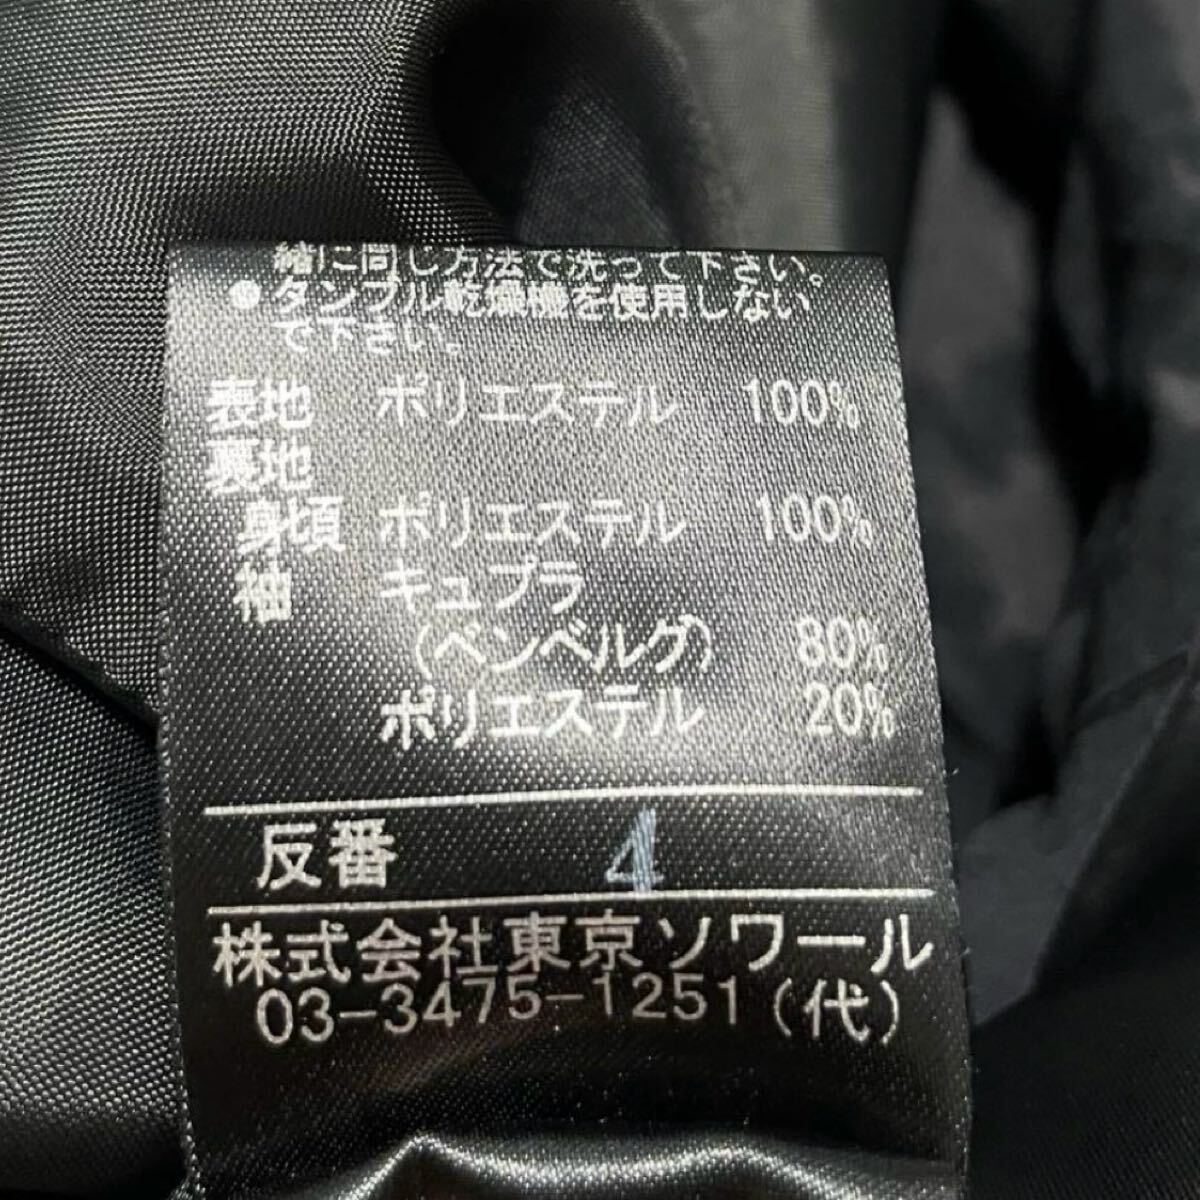 緒に同じ方法で洗って下さい。
●タンブル乾燥機を使用しない
で下さい。
表地 ポリエステル 100%
裏地
身頃 ポリエステル 100%
袖 キュプラ
(ベンベルグ) 80%
ポリエステル 20%
反番 4
株式会社東京ソワール
03-3475-1251(代)